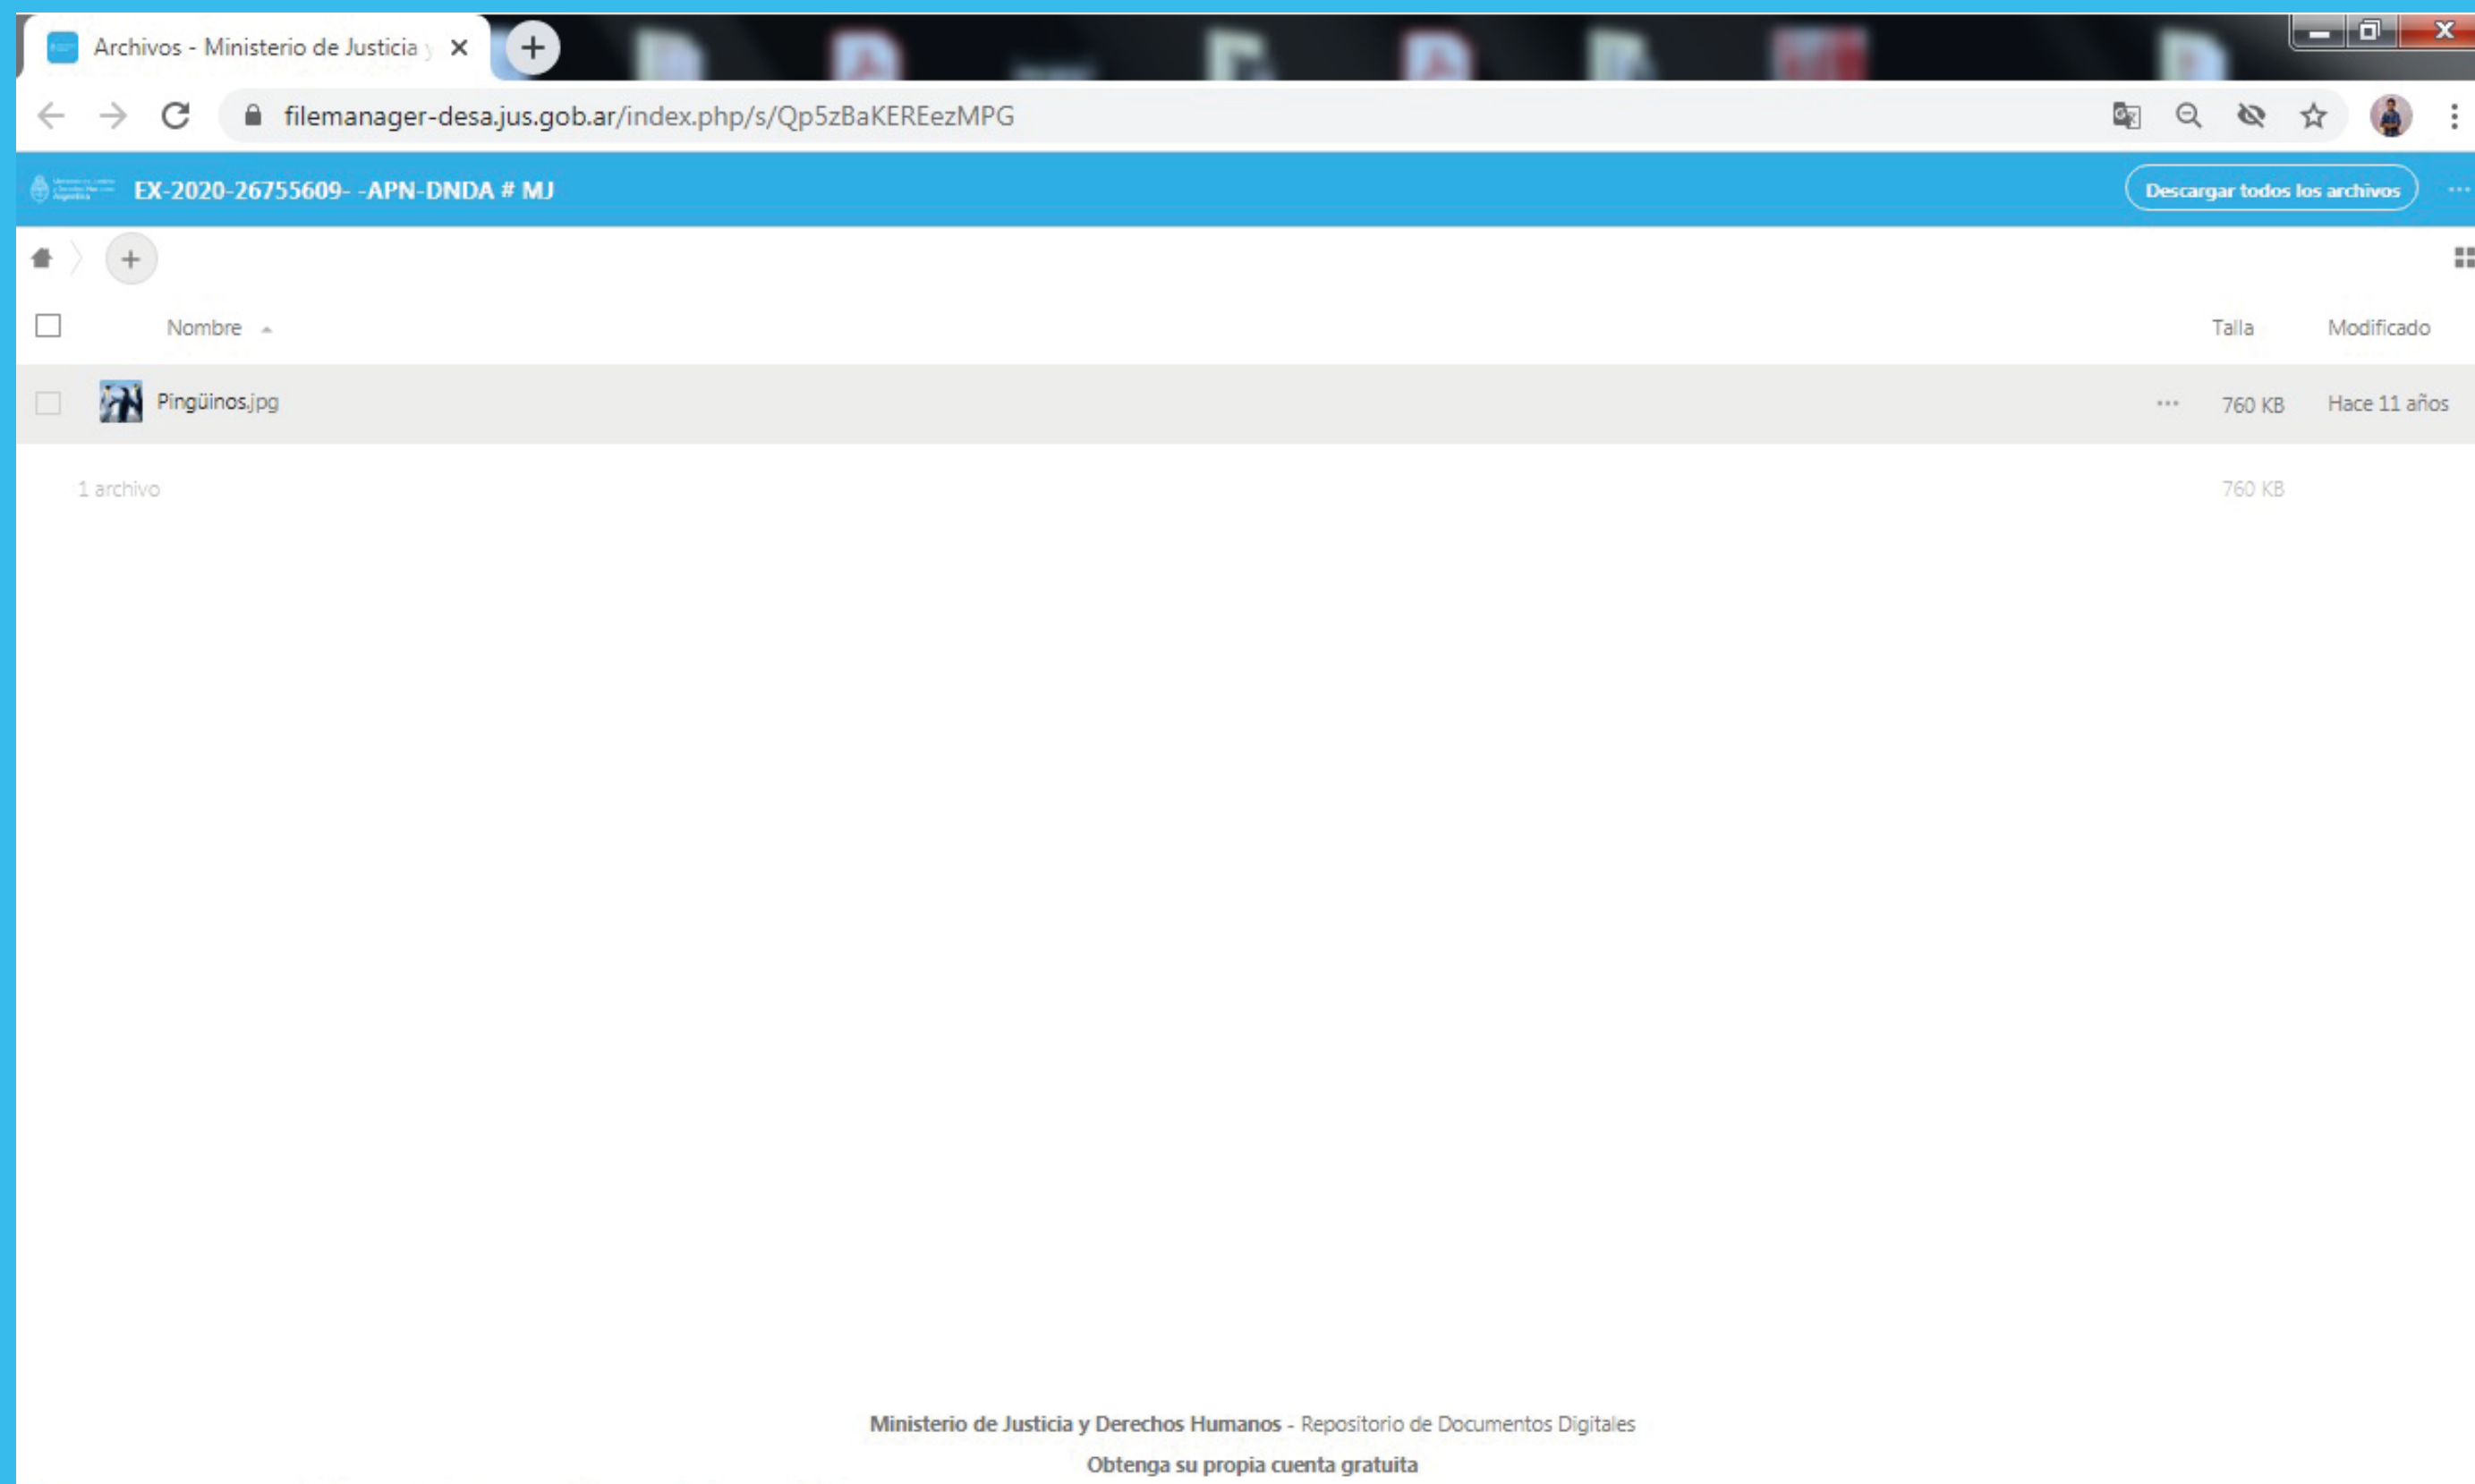 Archivos - Ministerio de Justicia y
filemanager-desa.jus.gob.ar/index.php/s/Qp5zBaKEREezMPG
EX-2020-26755609- -APN-DNDA # MJ
Descargar todos los archivos
Nombre
Talla
Modificado
Pingüinos.jpg
760 KB
Hace 11 años
1 archivo
760 KB
Ministerio de Justicia y Derechos Humanos - Repositorio de Documentos Digitales
Obtenga su propia cuenta gratuita